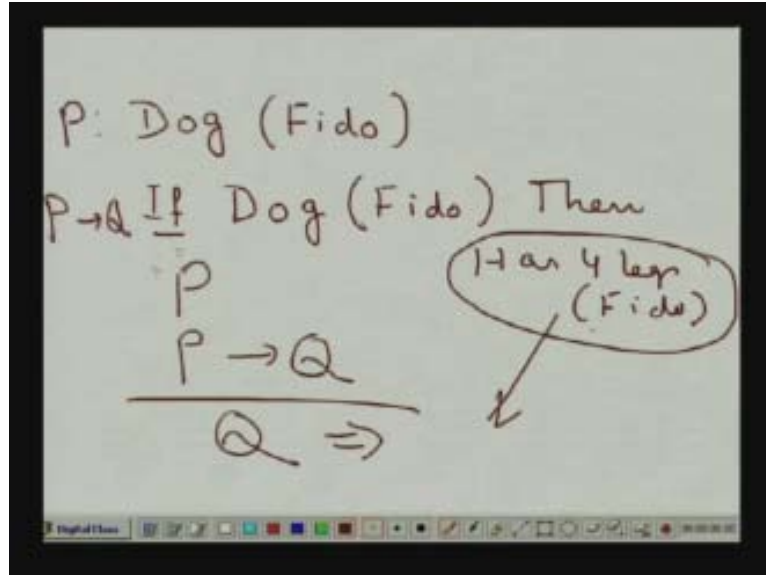 P: Dog (Fido)
P→Q If Dog (Fido) Then
Has 4 legs
(Fido)
P
P → Q
Q ⇒
t